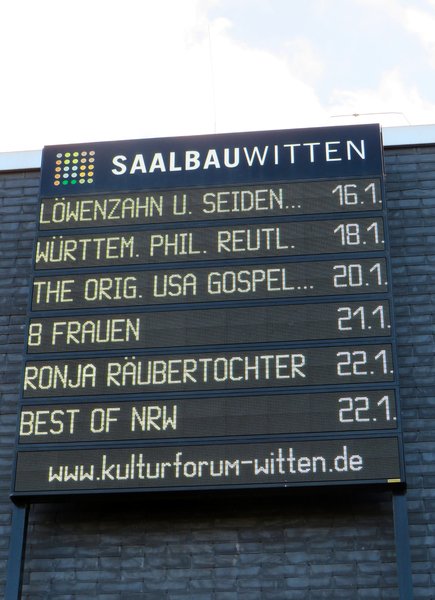 SAALBAUWITTEN
LÖWENZAHN U. SEIDEN... 16.1.
WÜRTTEM. PHIL. REUTL. 18.1.
THE ORIG. USA GOSPEL... 20.1.
8 FRAUEN 21.1.
RONJA RÄUBERTOCHTER 22.1.
BEST OF NRW 22.1.
www.kulturforum-witten.de